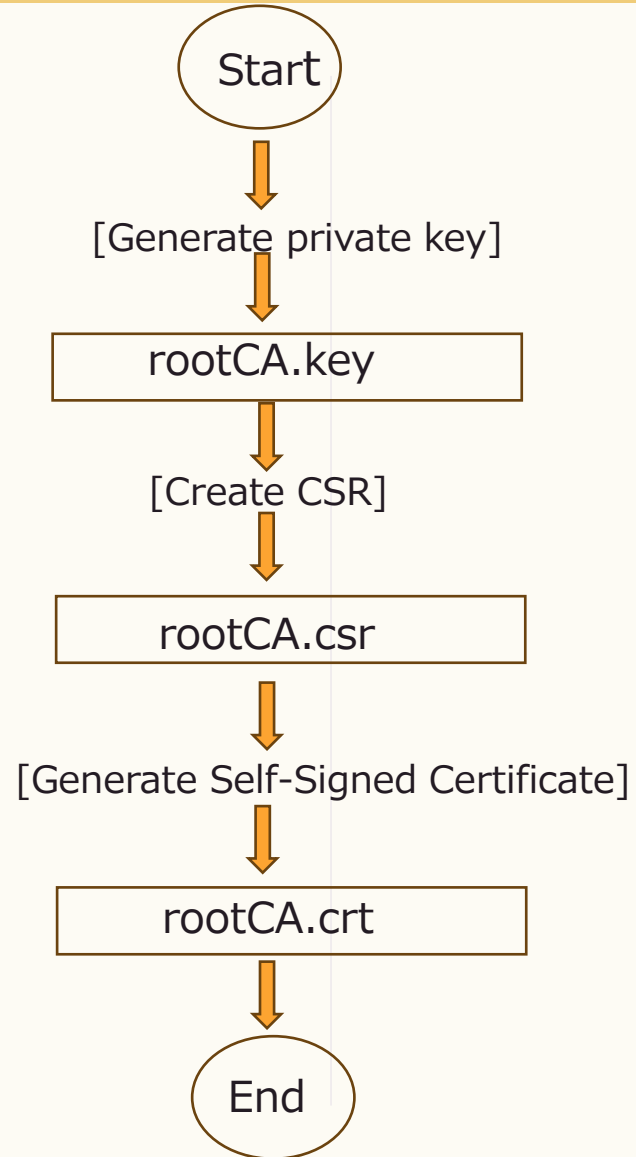 Start
[Generate private key]
rootCA.key
[Create CSR]
rootCA.csr
[Generate Self-Signed Certificate]
rootCA.crt
End